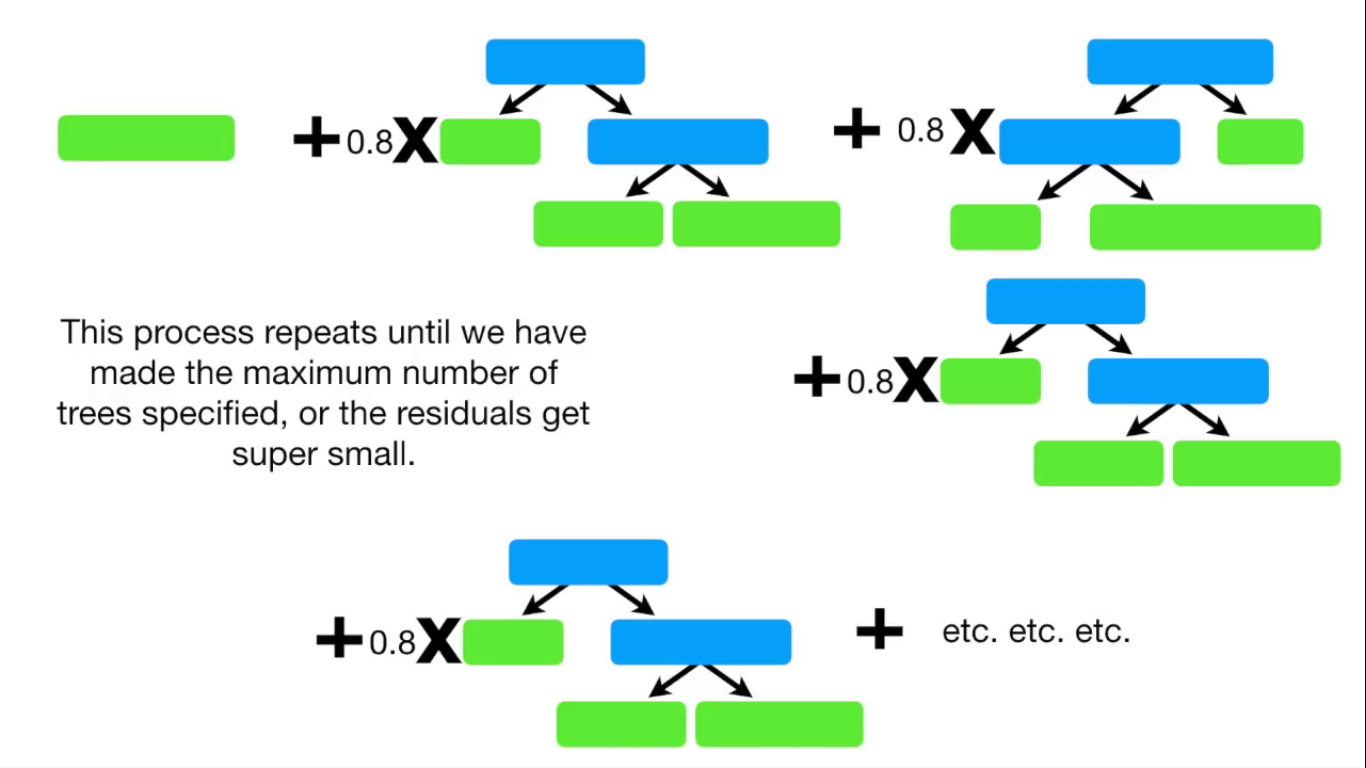 + 0.8 X
+ 0.8 X
This process repeats until we have
made the maximum number of
trees specified, or the residuals get
super small.
+ 0.8 X
+ 0.8 X
+ etc. etc. etc.